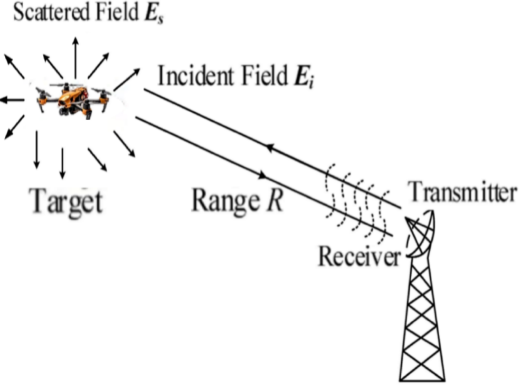 Scattered Field Es
Incident Field Ei
Target
Range R
Transmitter
Receiver